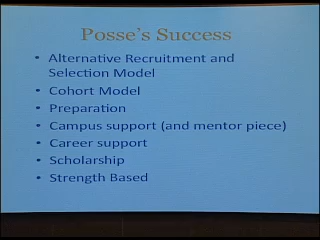 Posse's Success
• Alternative Recruitment and
Selection Model
• Cohort Model
• Preparation
• Campus support (and mentor piece)
• Career support
• Scholarship
• Strength Based